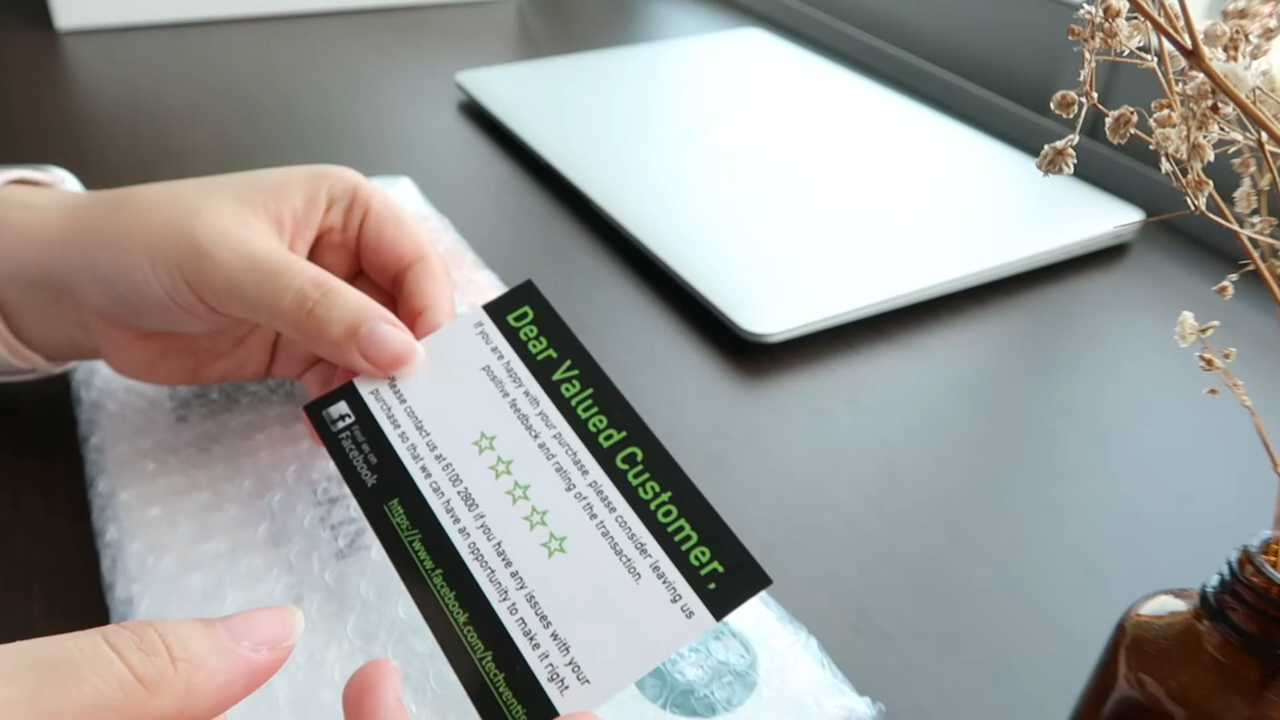 Dear Valued Customer,
If you are happy with your purchase, please consider leaving us
positive feedback and rating of the transaction.
Please contact us at 6100 2800 if you have any issues with your
purchase so that we can have an opportunity to make it right.
f Find us on
Facebook
https://www.facebook.com/techventis